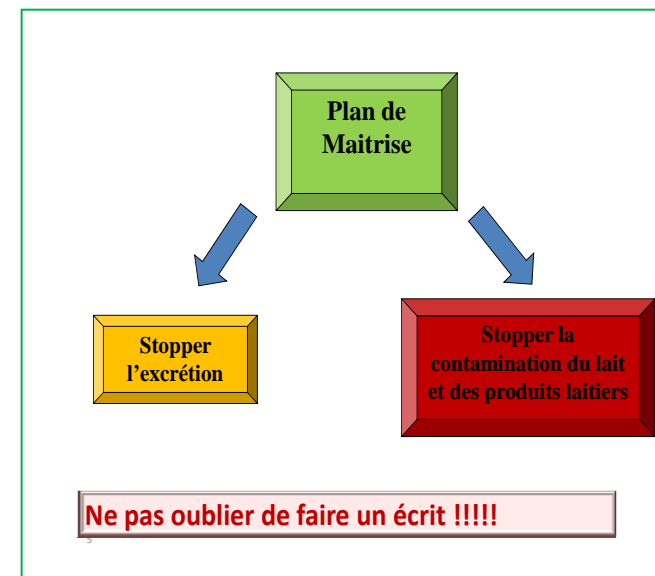 Plan de
Maitrise
Stopper
l’excrétion
Stopper la
contamination du lait
et des produits laitiers
Ne pas oublier de faire un écrit !!!!!
5